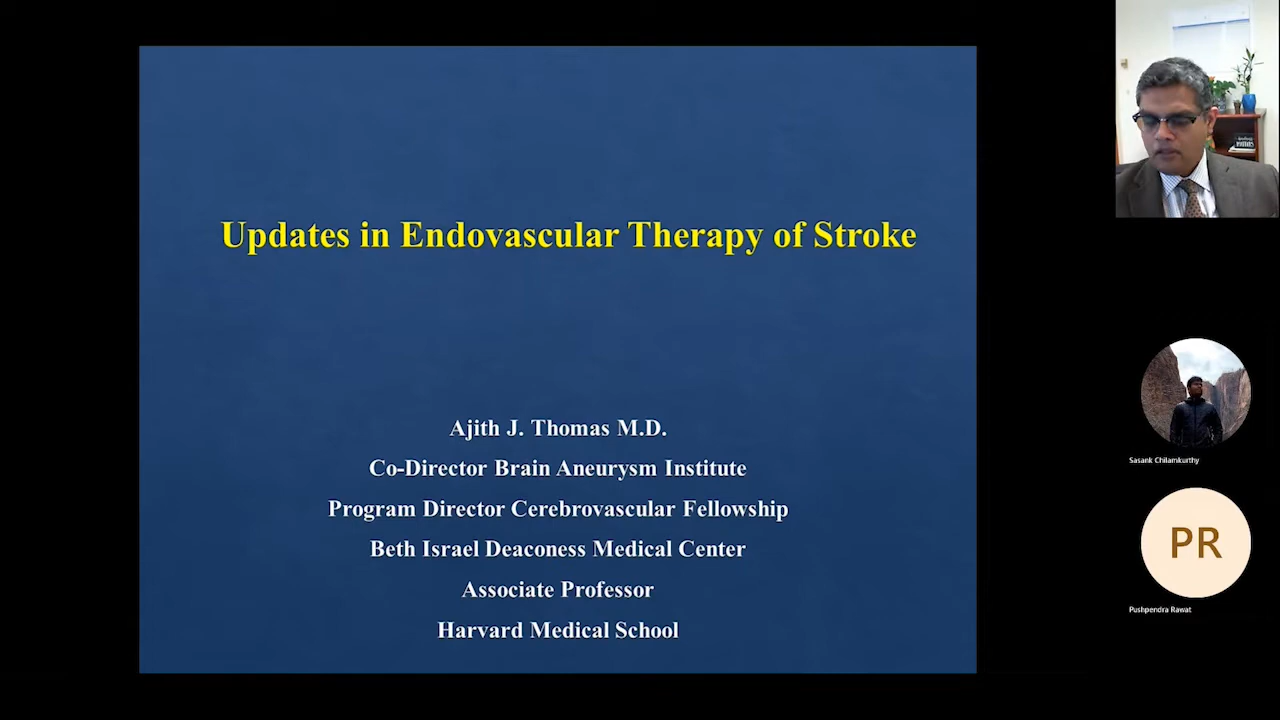 Updates in Endovascular Therapy of Stroke
Ajith J. Thomas M.D.
Co-Director Brain Aneurysm Institute
Program Director Cerebrovascular Fellowship
Beth Israel Deaconess Medical Center
Associate Professor
Harvard Medical School
Sasank Chilamkurthy
PR
Pushpendra Rawat